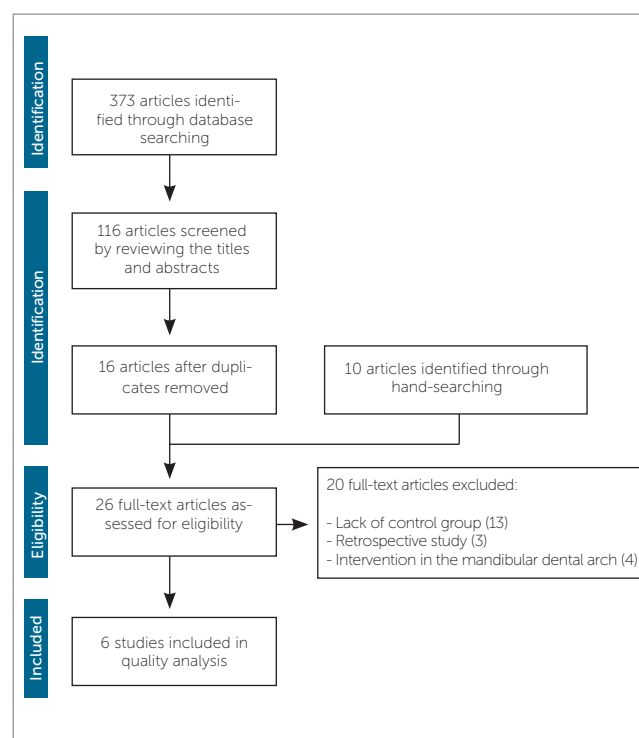 Identification
373 articles identi-
fied through database
searching
Identification
116 articles screened
by reviewing the titles
and abstracts
16 articles after dupli-
cates removed
10 articles identified through
hand-searching
Eligibility
26 full-text articles as-
sessed for eligibility
20 full-text articles excluded:
- Lack of control group (13)
- Retrospective study (3)
- Intervention in the mandibular dental arch (4)
Included
6 studies included in
quality analysis